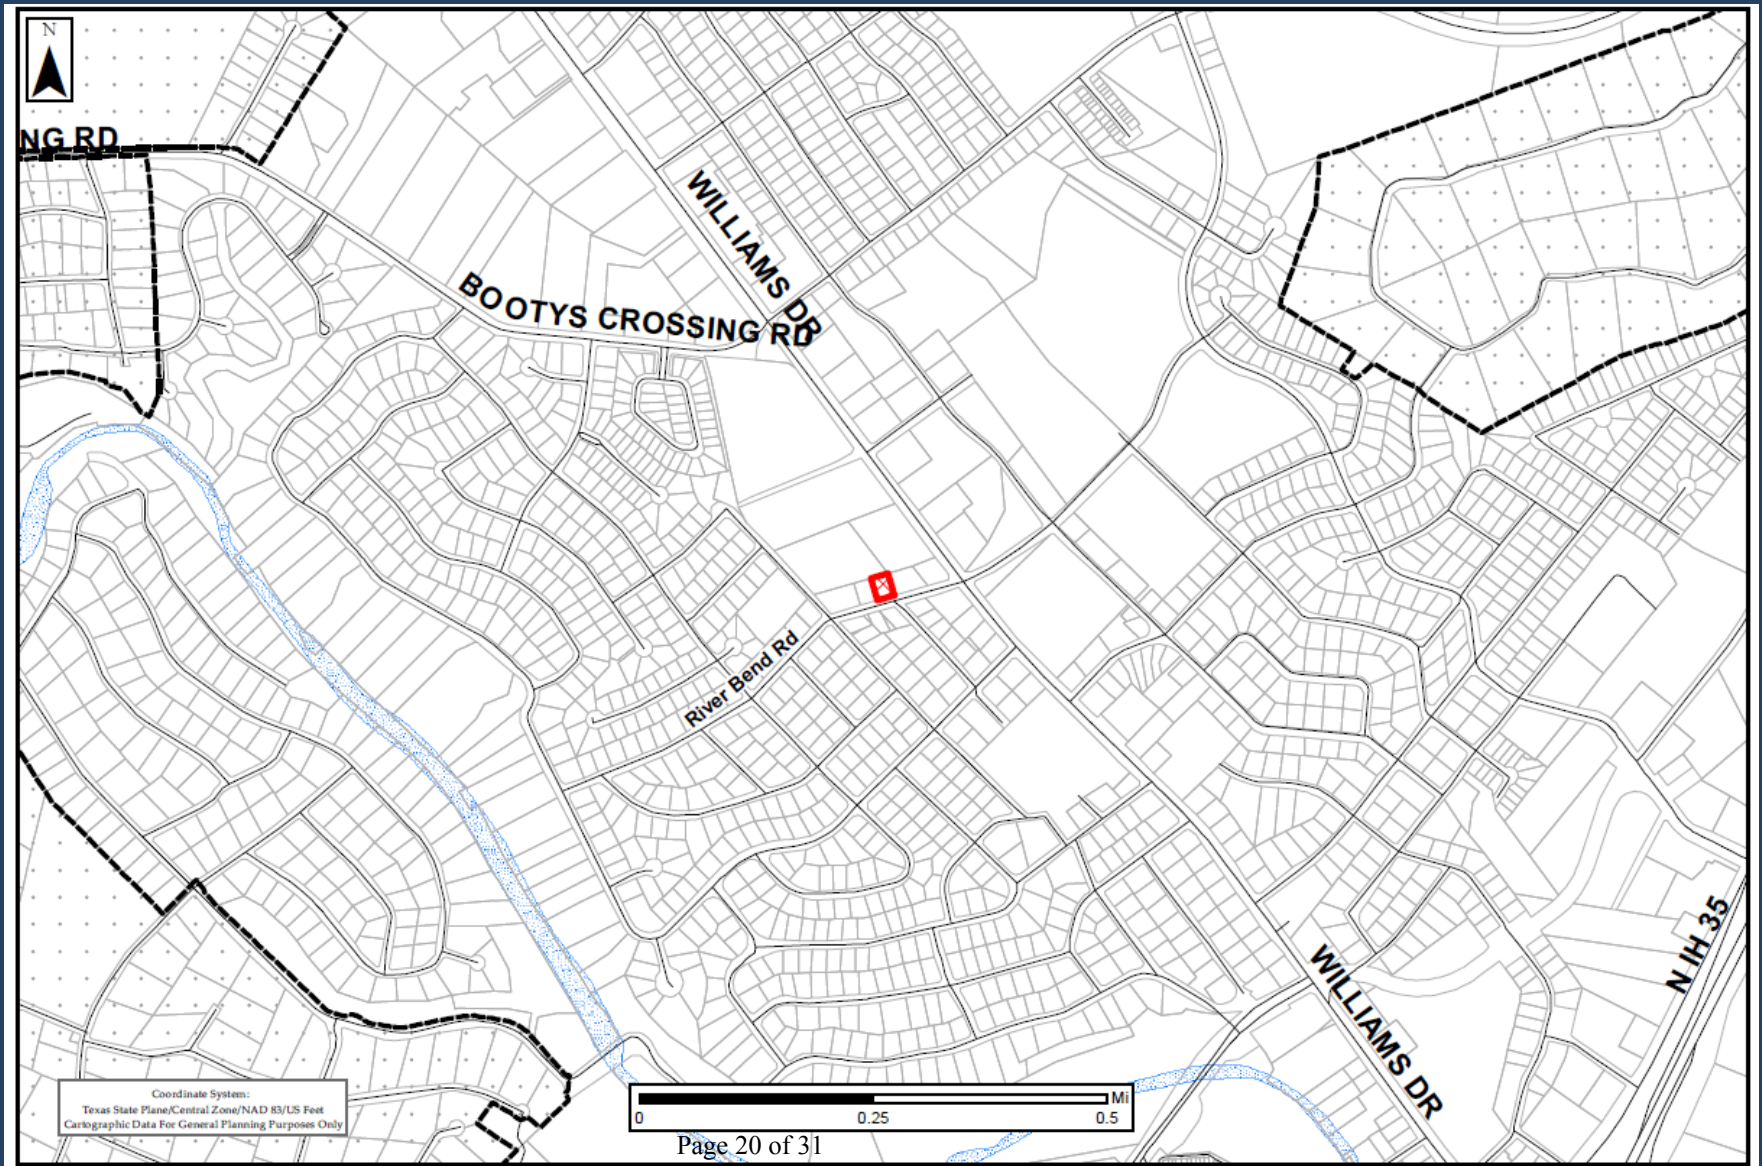 N
NG RD
WILLIAMS DR
BOOTYS CROSSING RD
River Bend Rd
N IH 35
WILLIAMS DR
Coordinate System:
Texas State Plane/Central Zone/NAD 83/US Feet
Cartographic Data For General Planning Purposes Only
Mi
0 0.25 0.5
Page 20 of 31